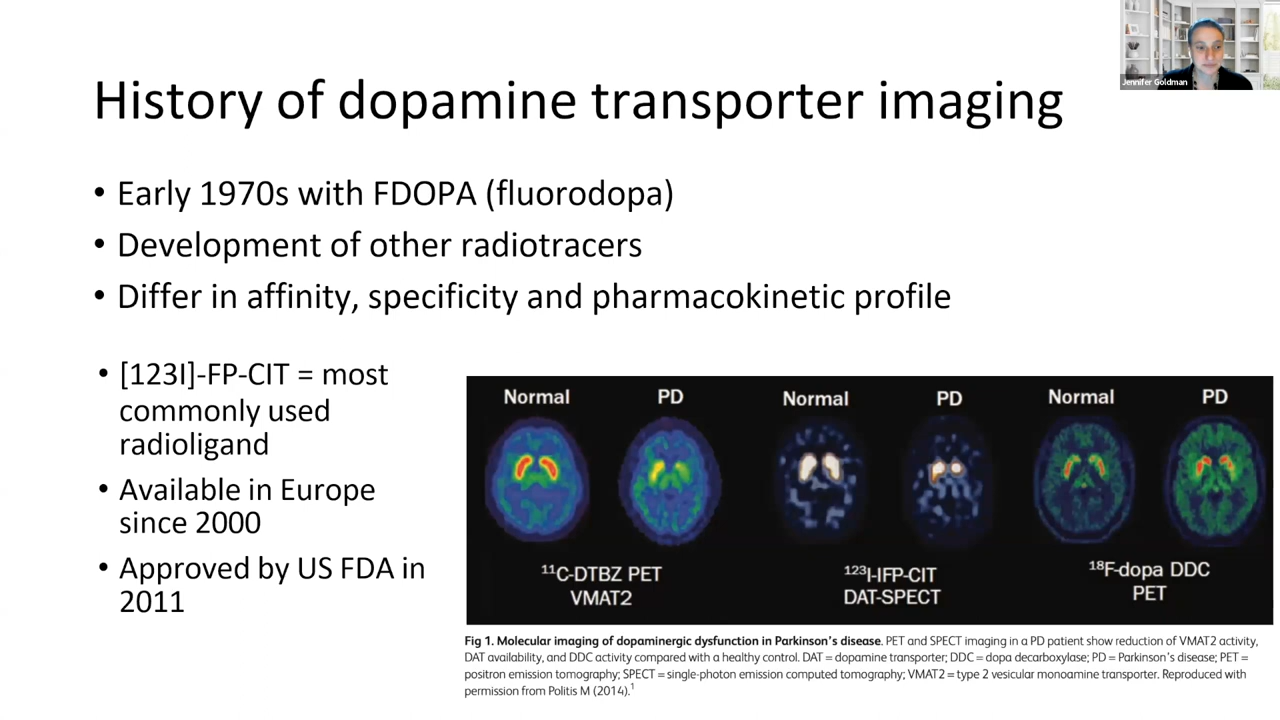 Jennifer Goldman
History of dopamine transporter imaging
• Early 1970s with FDOPA (fluorodopa)
• Development of other radiotracers
• Differ in affinity, specificity and pharmacokinetic profile
• [123I]-FP-CIT = most
commonly used
radioligand
• Available in Europe
since 2000
• Approved by US FDA in
2011
Normal PD Normal PD Normal PD
¹¹C-DTBZ PET
VMAT2
¹²³I-IFP-CIT
DAT-SPECT
¹⁸F-dopa DDC
PET
Fig 1. Molecular imaging of dopaminergic dysfunction in Parkinson's disease. PET and SPECT imaging in a PD patient show reduction of VMAT2 activity,
DAT availability, and DDC activity compared with a healthy control. DAT = dopamine transporter; DDC = dopa decarboxylase; PD = Parkinson's disease; PET =
positron emission tomography; SPECT = single-photon emission computed tomography; VMAT2 = type 2 vesicular monoamine transporter. Reproduced with
permission from Politis M (2014).¹